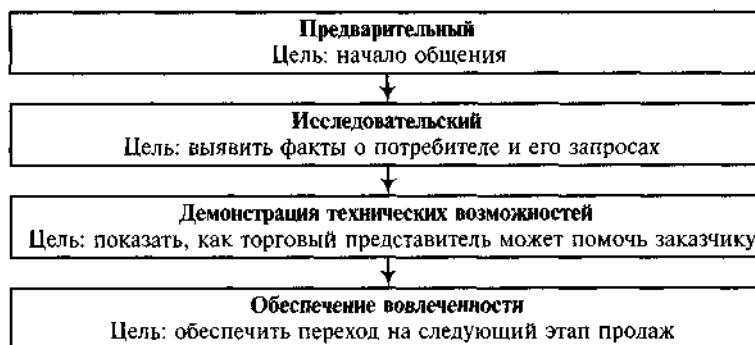 Предварительный
Цель: начало общения
Исследовательский
Цель: выявить факты о потребителе и его запросах
Демонстрация технических возможностей
Цель: показать, как торговый представитель может помочь заказчику
Обеспечение вовлеченности
Цель: обеспечить переход на следующий этап продаж